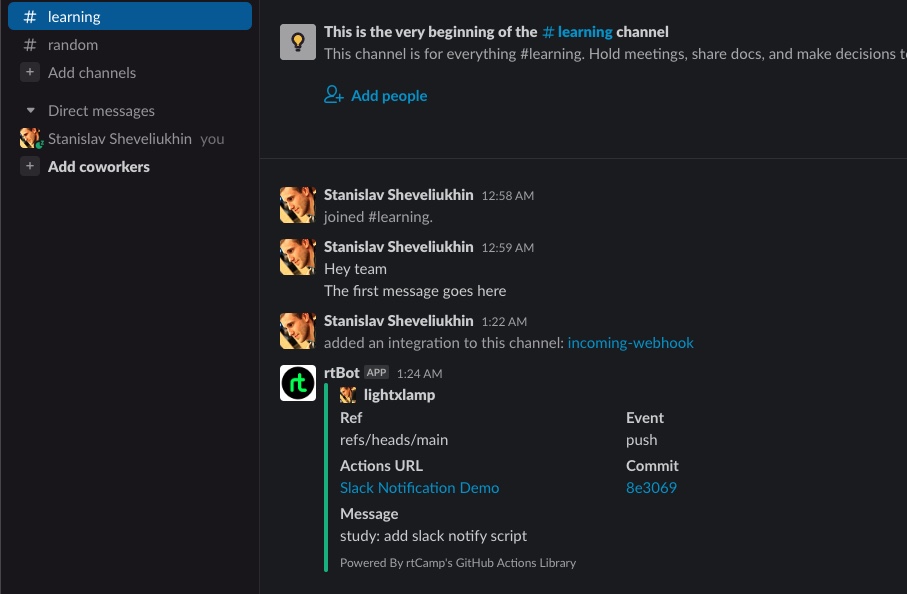 # learning
# random
+ Add channels
Direct messages
Stanislav Sheveliukhin you
+ Add coworkers
This is the very beginning of the # learning channel
This channel is for everything #learning. Hold meetings, share docs, and make decisions
Add people
Stanislav Sheveliukhin 12:58 AM
joined #learning.
Stanislav Sheveliukhin 12:59 AM
Hey team
The first message goes here
Stanislav Sheveliukhin 1:22 AM
added an integration to this channel: incoming-webhook
rt
rtBot APP 1:24 AM
lightxlamp
Ref Event
refs/heads/main push
Actions URL Commit
Slack Notification Demo 8e3069
Message
study: add slack notify script
Powered By rtCamp's GitHub Actions Library